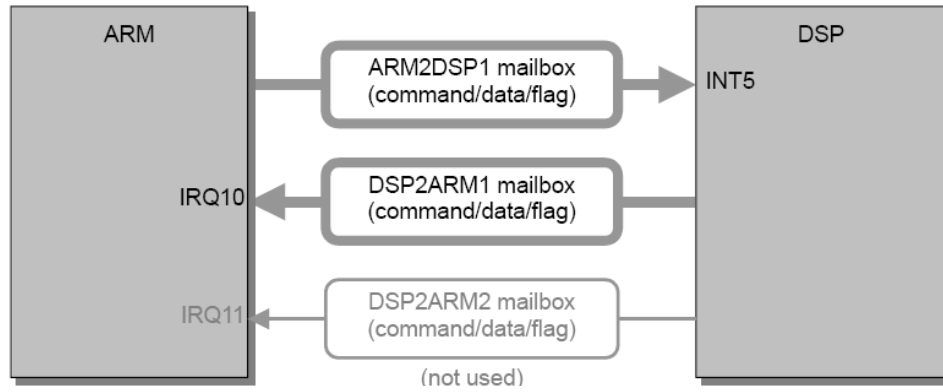 ARM
DSP
ARM2DSP1 mailbox
(command/data/flag)
INT5
IRQ10
DSP2ARM1 mailbox
(command/data/flag)
IRQ11
DSP2ARM2 mailbox
(command/data/flag)
(not used)